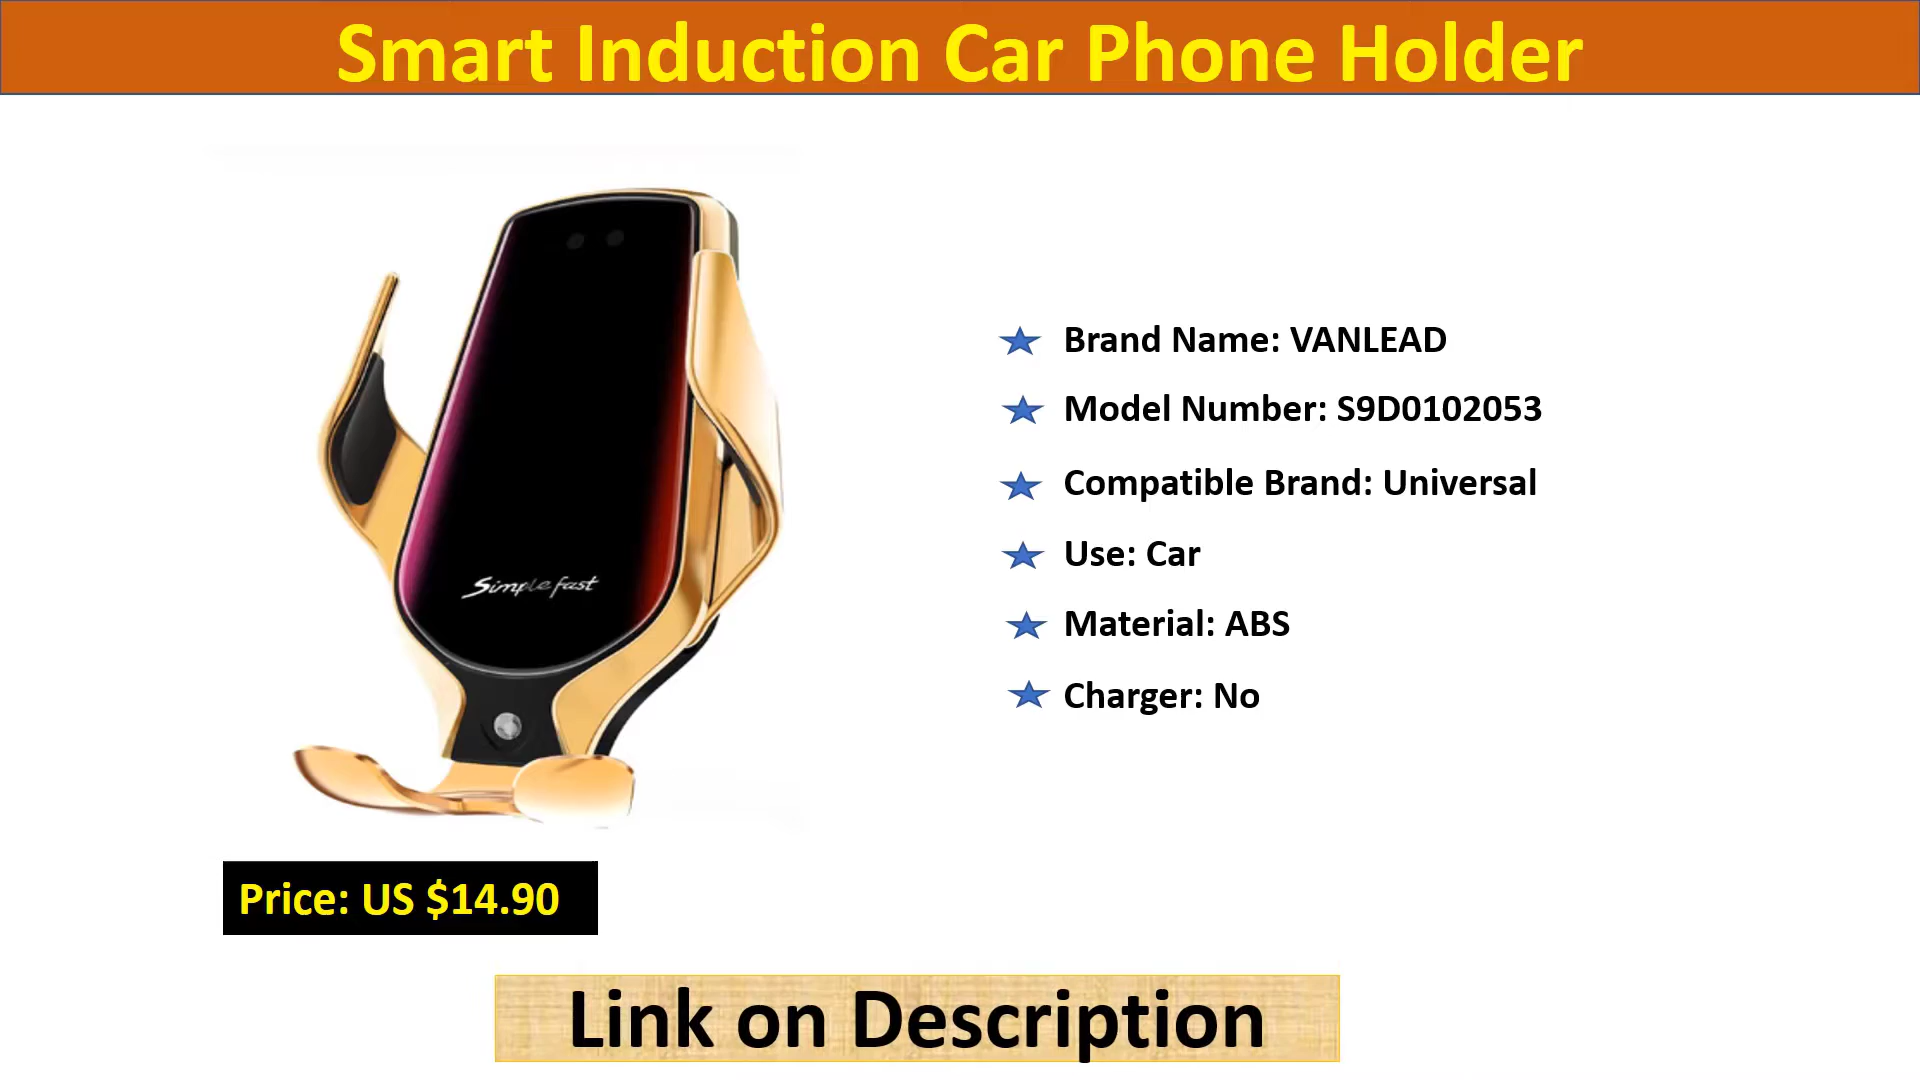 Smart Induction Car Phone Holder
Simple fast
Brand Name: VANLEAD
Model Number: S9D0102053
Compatible Brand: Universal
Use: Car
Material: ABS
Charger: No
Price: US $14.90
Link on Description